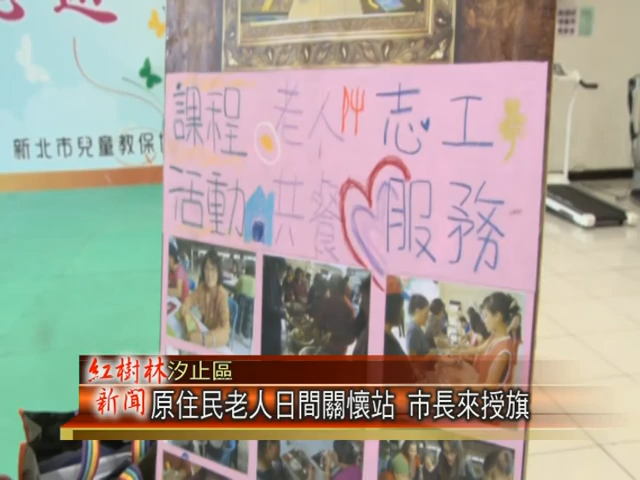 新北市兒童教保
課程 老人 志工
活動 共餐 服務
紅樹林
新聞
汐止區
原住民老人日間關懷站 市長來授旗